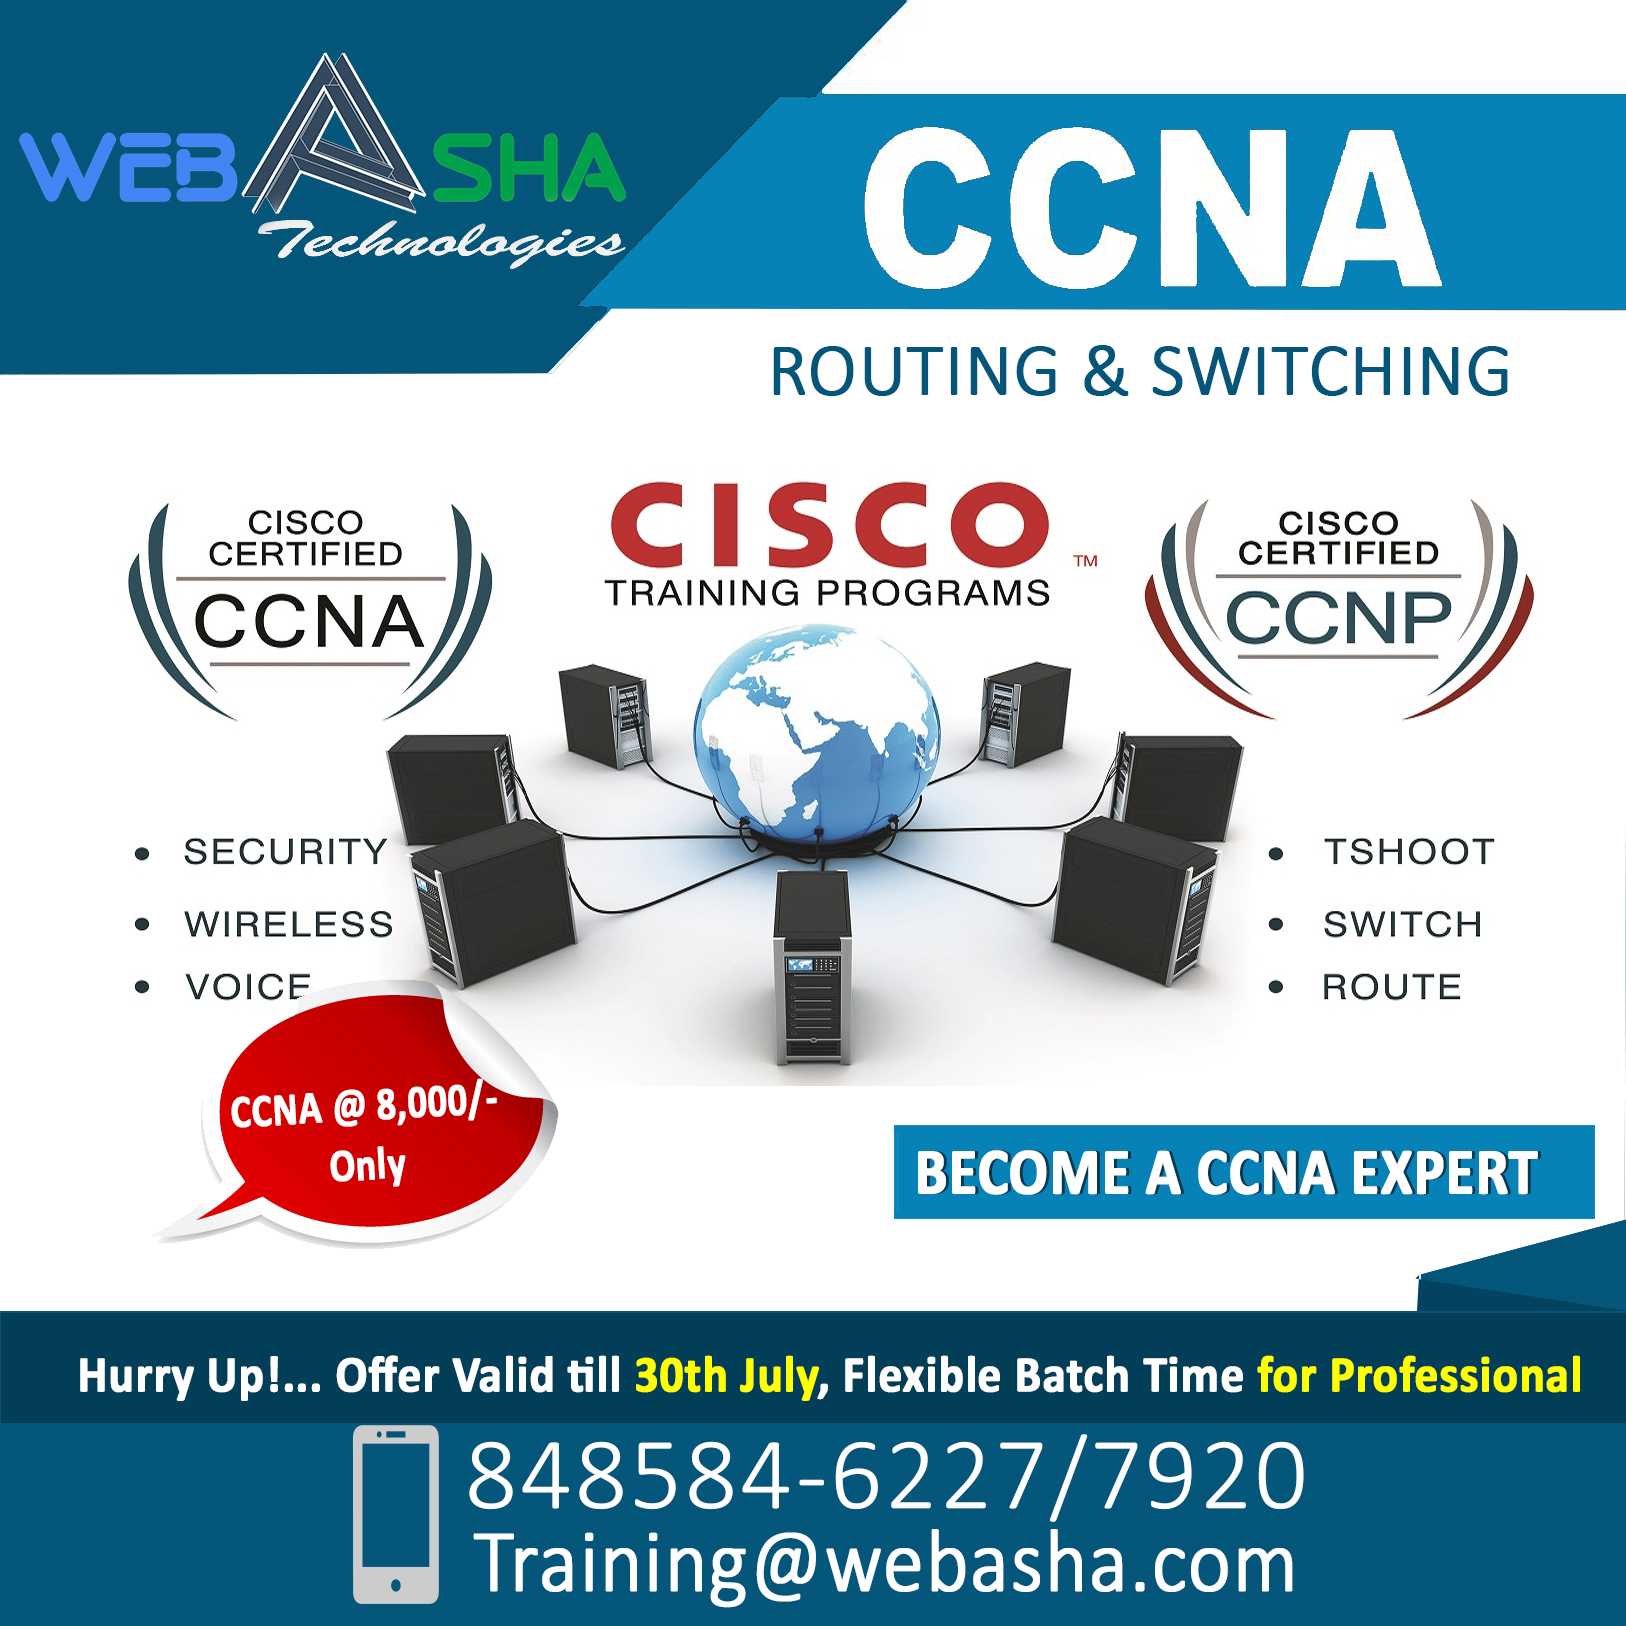 WEBASHA
Technologies
CCNA
ROUTING & SWITCHING
CISCO
CERTIFIED
CCNA
CISCO
TRAINING PROGRAMS ™
CISCO
CERTIFIED
CCNP
• SECURITY
• WIRELESS
• VOICE
• TSHOOT
• SWITCH
• ROUTE
CCNA @ 8,000/-
Only
BECOME A CCNA EXPERT
Hurry Up!... Offer Valid till 30th July, Flexible Batch Time for Professional
848584-6227/7920
Training@webasha.com